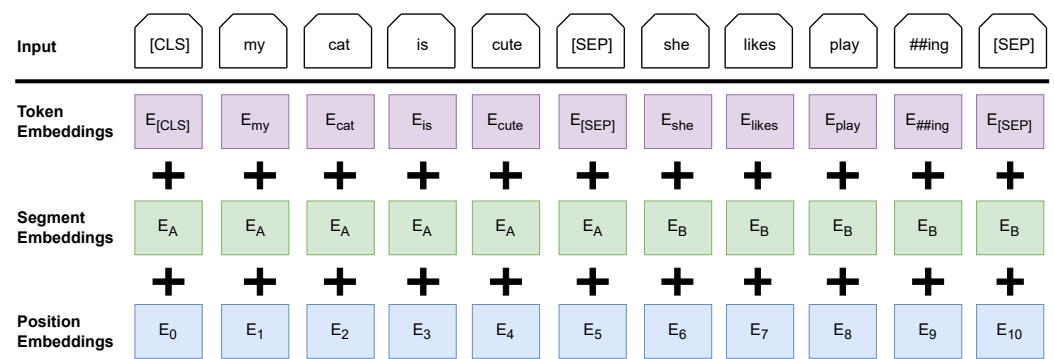 Input [CLS] my cat is cute [SEP] she likes play ##ing [SEP]
Token
Embeddings
E[CLS] Emy Ecat Eis Ecute E[SEP] Eshe Elikes Eplay E##ing E[SEP]
+ + + + + + + + + + +
Segment
Embeddings
EA EA EA EA EA EA EB EB EB EB EB
+ + + + + + + + + + +
Position
Embeddings
E0 E1 E2 E3 E4 E5 E6 E7 E8 E9 E10